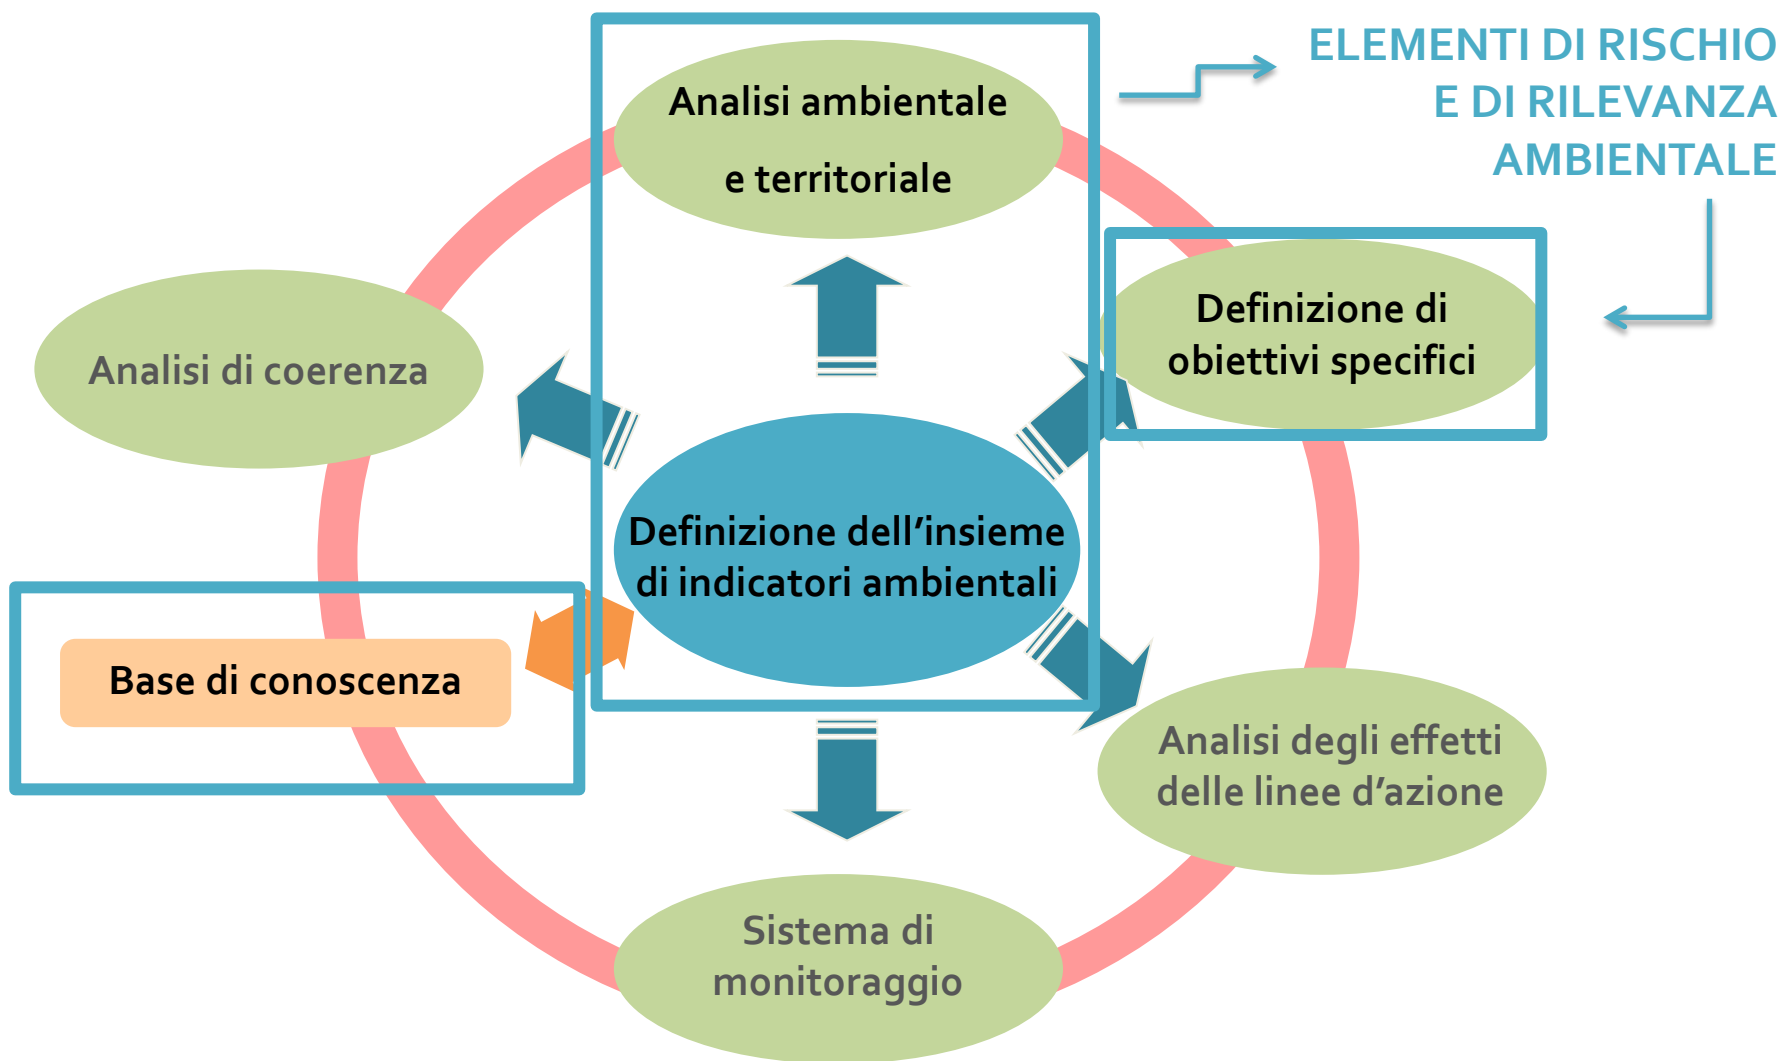 ELEMENTI DI RISCHIO
E DI RILEVANZA
AMBIENTALE
Analisi ambientale
e territoriale
Definizione di
obiettivi specifici
Analisi di coerenza
Definizione dell’insieme
di indicatori ambientali
Base di conoscenza
Analisi degli effetti
delle linee d’azione
Sistema di
monitoraggio